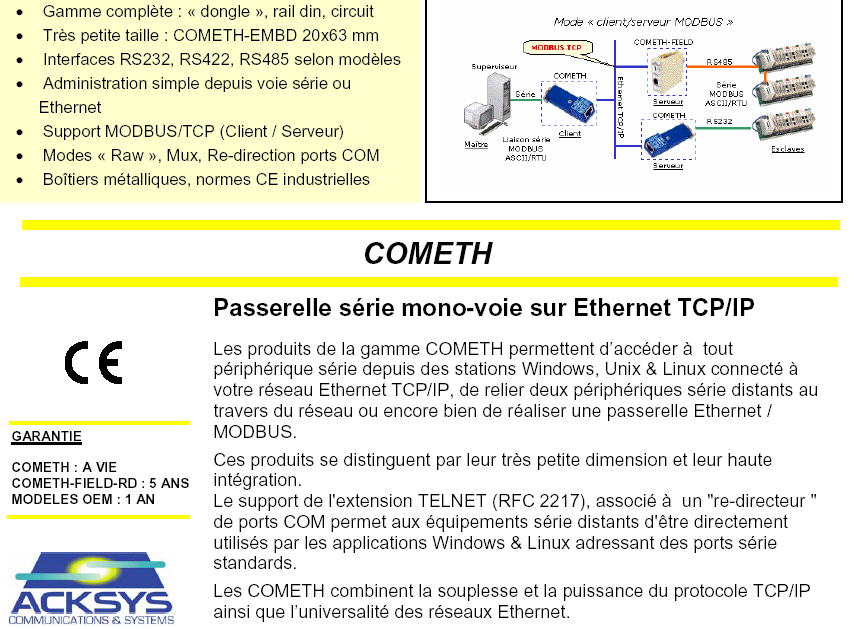 • Gamme complète : « dongle », rail din, circuit
• Très petite taille : COMETH-EMBD 20x63 mm
• Interfaces RS232, RS422, RS485 selon modèles
• Administration simple depuis voie série ou
Ethernet
• Support MODBUS/TCP (Client / Serveur)
• Modes « Raw », Mux, Re-direction ports COM
• Boîtiers métalliques, normes CE industrielles
Mode « client/serveur MODBUS »
MODBUS TCP
COMETH-FIELD
RS485
Superviseur
COMETH
Série
Ethernet TCP/IP
Serveur
Série
MODBUS
ASCII/RTU
COMETH
RS232
Maître
Liaison série
MODBUS
ASCII/RTU
Client
Serveur
Esclaves
COMETH
Passerelle série mono-voie sur Ethernet TCP/IP
CE
Les produits de la gamme COMETH permettent d’accéder à tout
périphérique série depuis des stations Windows, Unix & Linux connecté à
votre réseau Ethernet TCP/IP, de relier deux périphériques série distants au
travers du réseau ou encore bien de réaliser une passerelle Ethernet /
MODBUS.
Ces produits se distinguent par leur très petite dimension et leur haute
intégration.
Le support de l'extension TELNET (RFC 2217), associé à un "re-directeur "
de ports COM permet aux équipements série distants d'être directement
utilisés par les applications Windows & Linux adressant des ports série
standards.
Les COMETH combinent la souplesse et la puissance du protocole TCP/IP
ainsi que l’universalité des réseaux Ethernet.
GARANTIE
COMETH : A VIE
COMETH-FIELD-RD : 5 ANS
MODELES OEM : 1 AN
ACKSYS
COMMUNICATIONS & SYSTEMS